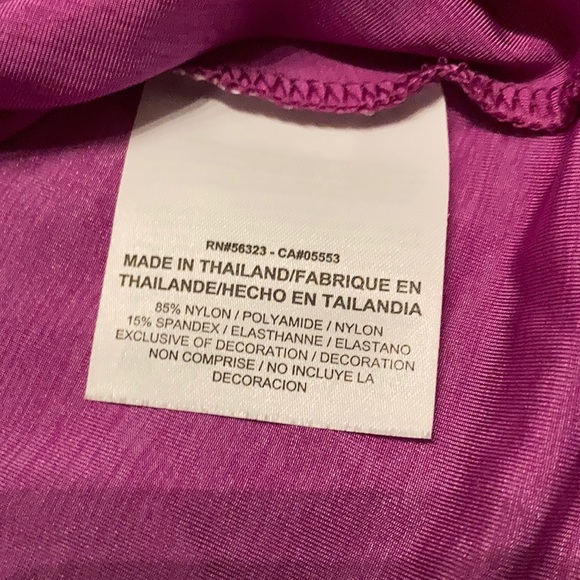 RN#56323 - CA#05553
MADE IN THAILAND/FABRIQUE EN
THAILANDE/HECHO EN TAILANDIA
85% NYLON / POLYAMIDE / NYLON
15% SPANDEX / ELASTHANNE / ELASTANO
EXCLUSIVE OF DECORATION / DECORATION
NON COMPRISE / NO INCLUYE LA
DECORACION